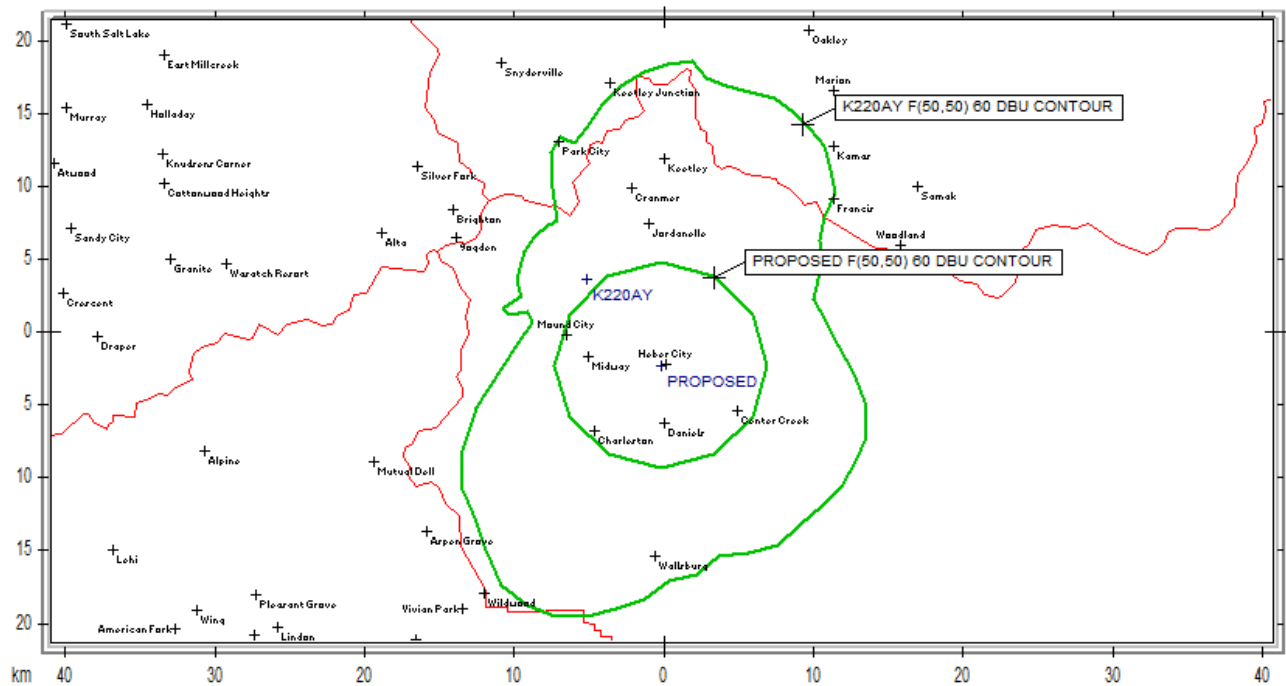 20
South Salt Lake
Oakley
East Millcreek
Snyderville
Keetley Junction
Marion
15
Murray
Holladay
K220AY F(50,50) 60 DBU CONTOUR
Park City
Kamas
Atwood
Knudsens Corner
Keetley
Silver Fork
10
Cottonwood Heights
Cranmer
Samak
Francis
Brighton
Sandy City
Alta
Jordanelle
Woodland
5
Granite
Wasatch Resort
PROPOSED F(50,50) 60 DBU CONTOUR
K220AY
Crescent
0
Draper
Mound City
Midway
Heber City
PROPOSED
5
Center Creek
Charleston
Daniels
Alpine
Mutual Dell
10
Aspen Grove
15
Lehi
Wallsburg
Pleasant Grove
Wildwood
Vivian Park
Wing
American Fork
Lindon
20
km
40
30
20
10
0
10
20
30
40